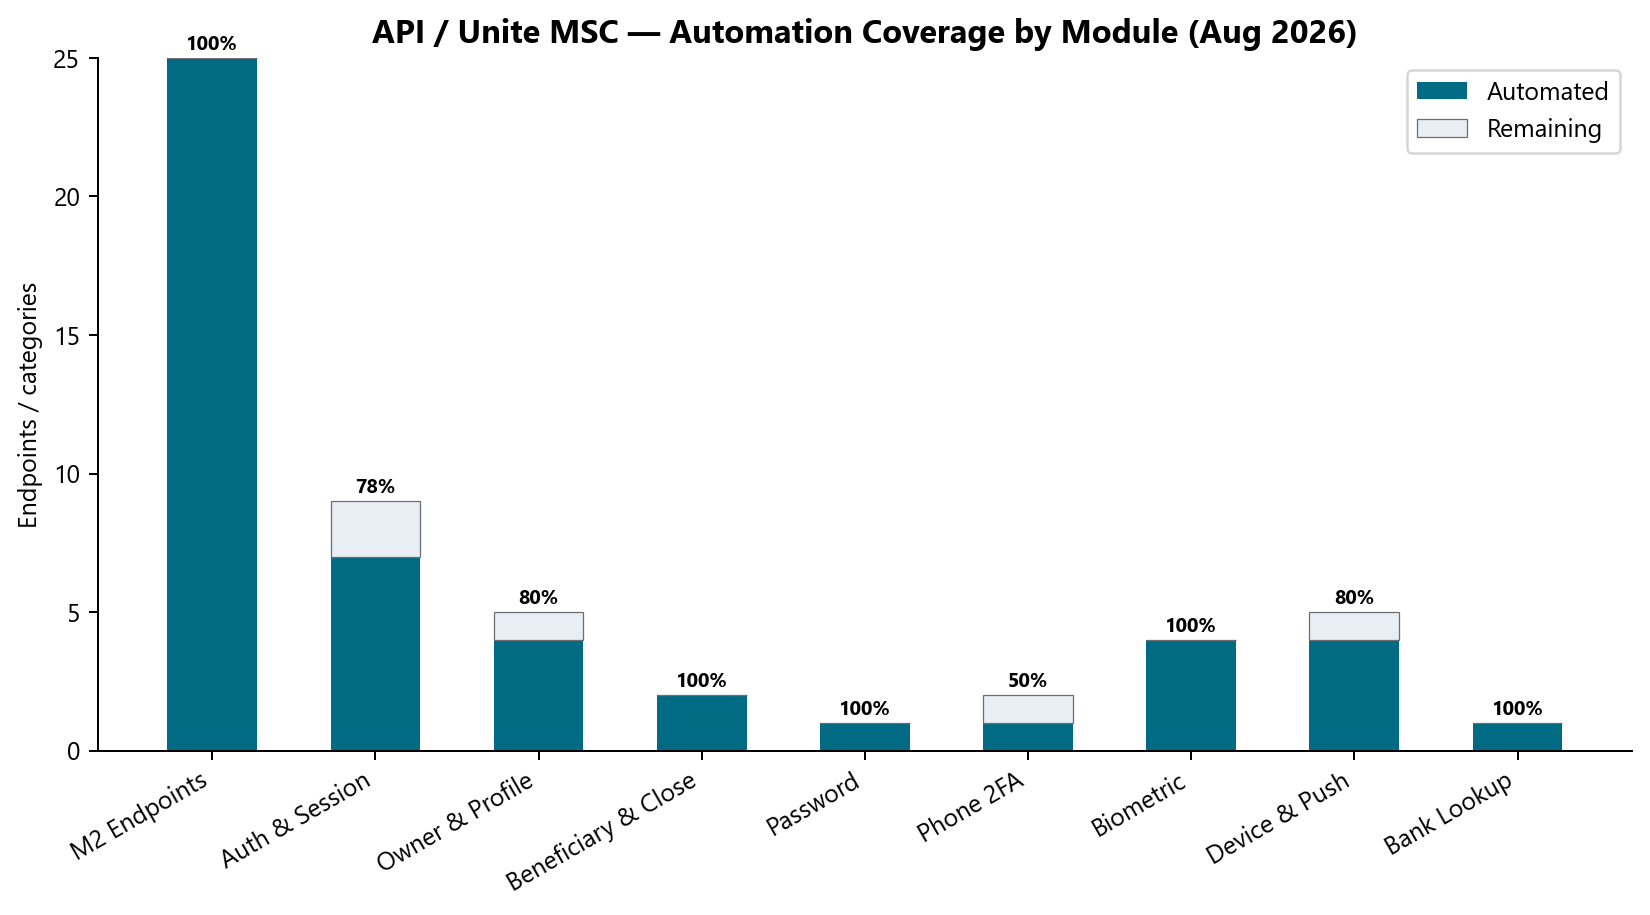 API / Unite MSC — Automation Coverage by Module (Aug 2026)
Automated
Remaining
Endpoints / categories
25
20
15
10
5
0
100%
78%
80%
100%
100%
50%
100%
80%
100%
M2 Endpoints
Auth & Session
Owner & Profile
Beneficiary & Close
Password
Phone 2FA
Biometric
Device & Push
Bank Lookup